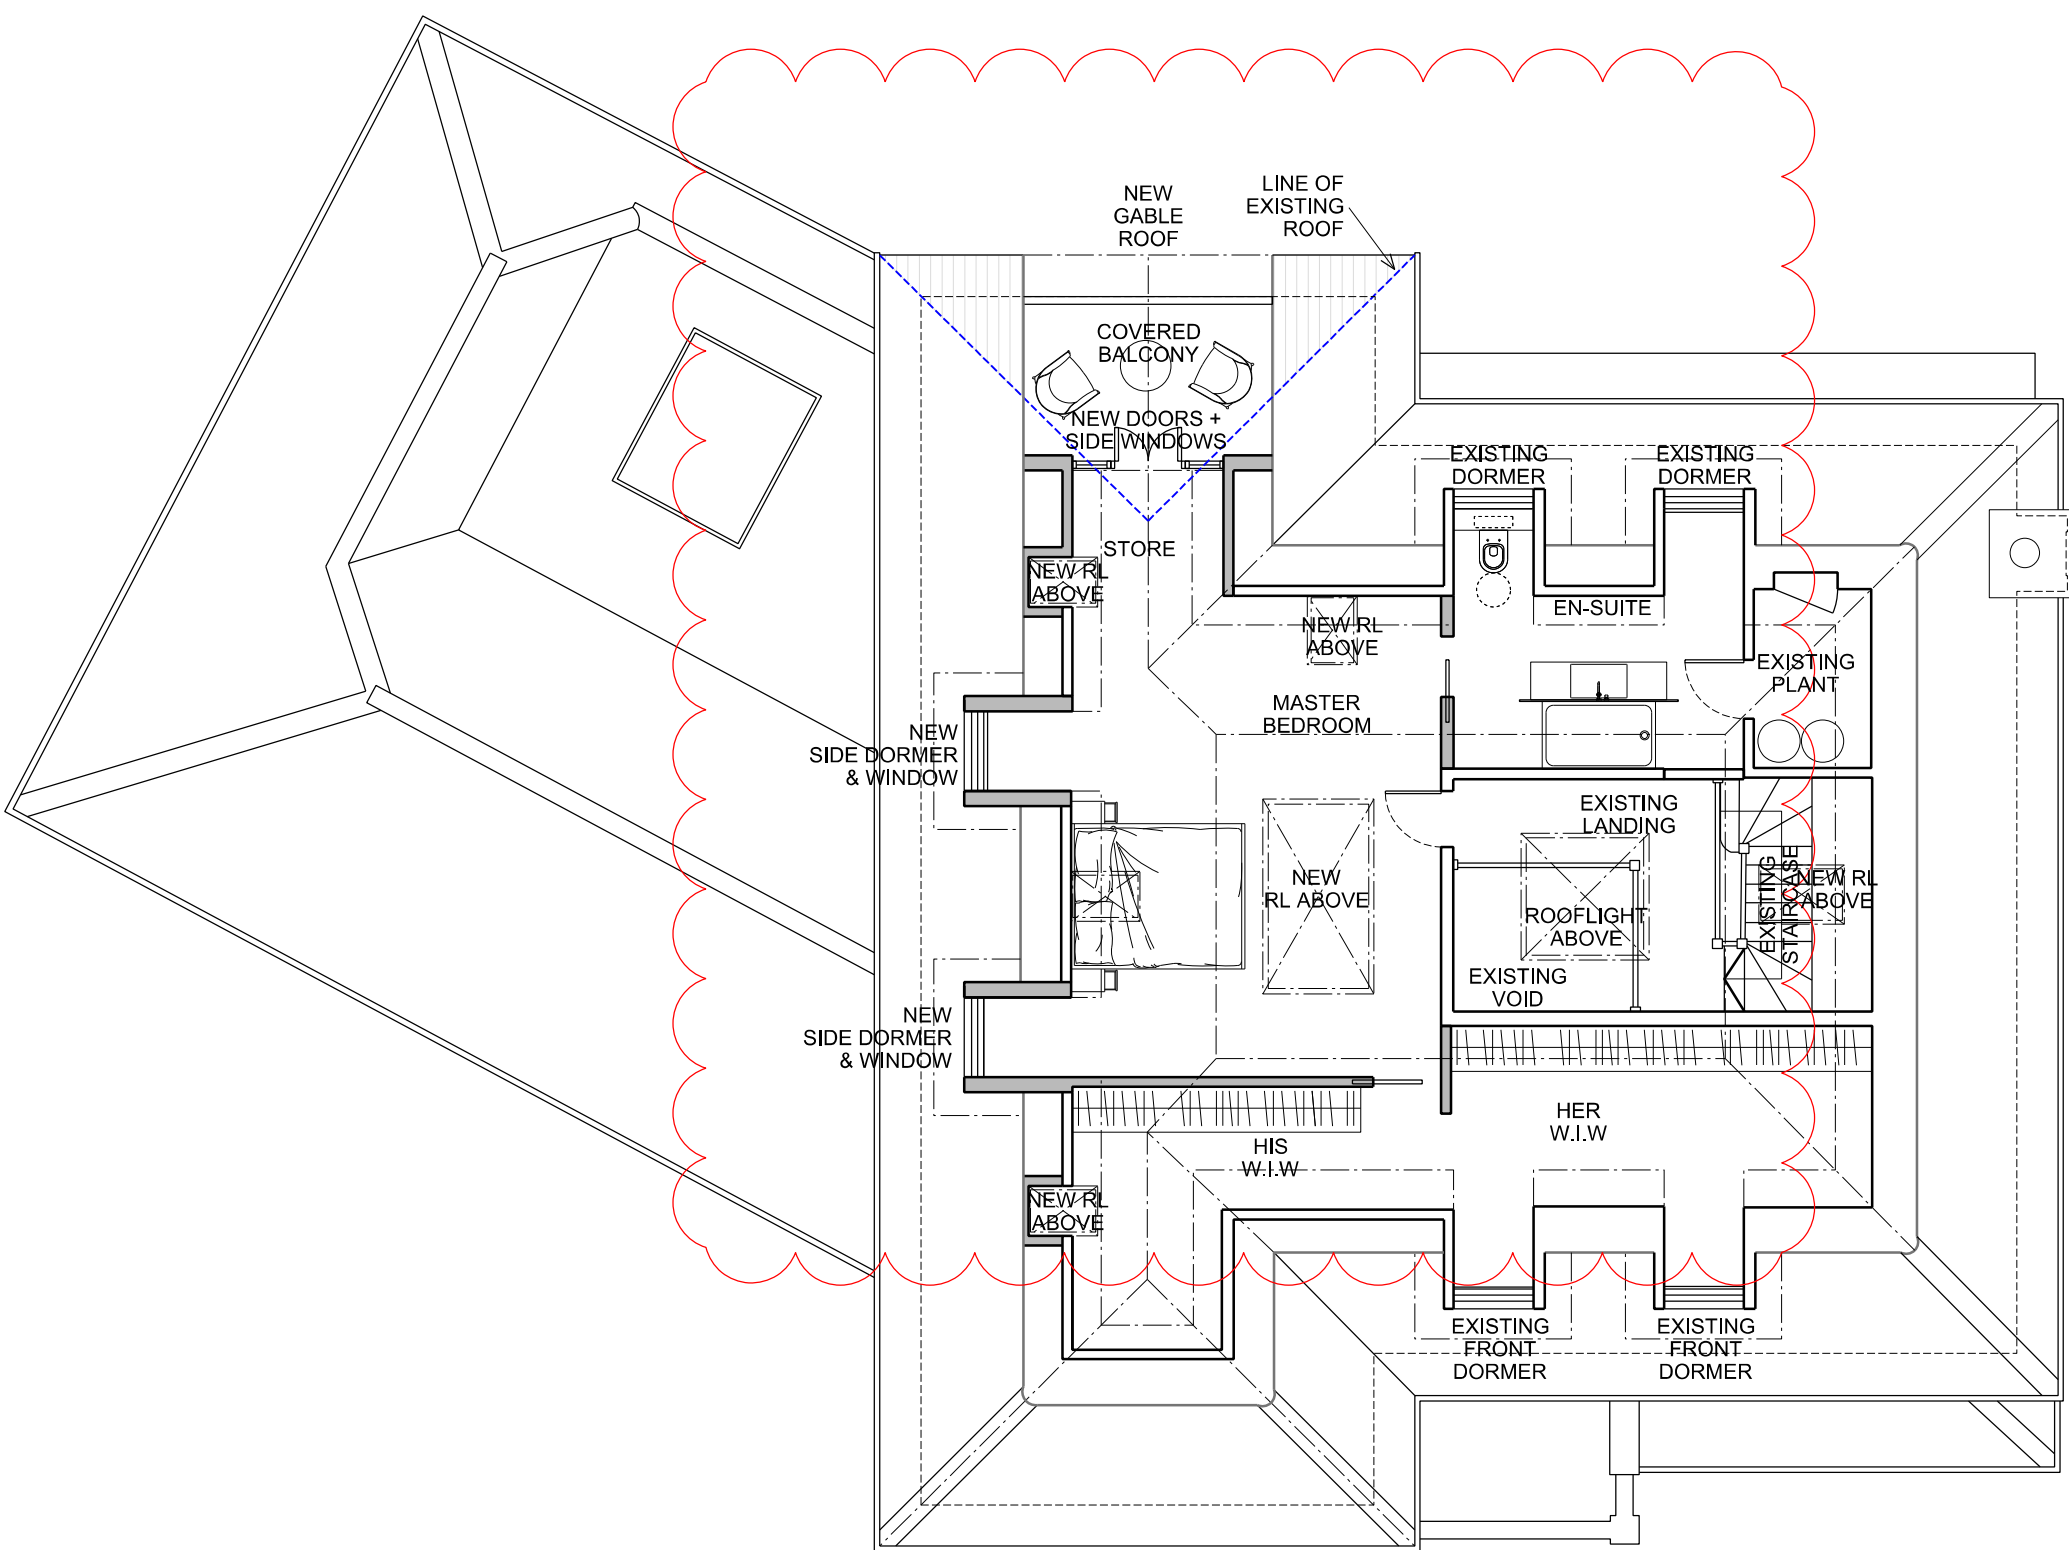 NEW
GABLE
ROOF
LINE OF
EXISTING
ROOF
COVERED
BALCONY
NEW DOORS +
SIDE WINDOWS
EXISTING
DORMER
EXISTING
DORMER
STORE
NEW RL
ABOVE
EN-SUITE
NEW RL
ABOVE
EXISTING
PLANT
MASTER
BEDROOM
NEW
SIDE DORMER
& WINDOW
EXISTING
LANDING
NEW
RL ABOVE
ROOFLIGHT
ABOVE
EXISTING
STAIRCASE
NEW RL
ABOVE
EXISTING
VOID
NEW
SIDE DORMER
& WINDOW
HER
W.I.W
HIS
W.I.W
NEW RL
ABOVE
EXISTING
FRONT
DORMER
EXISTING
FRONT
DORMER